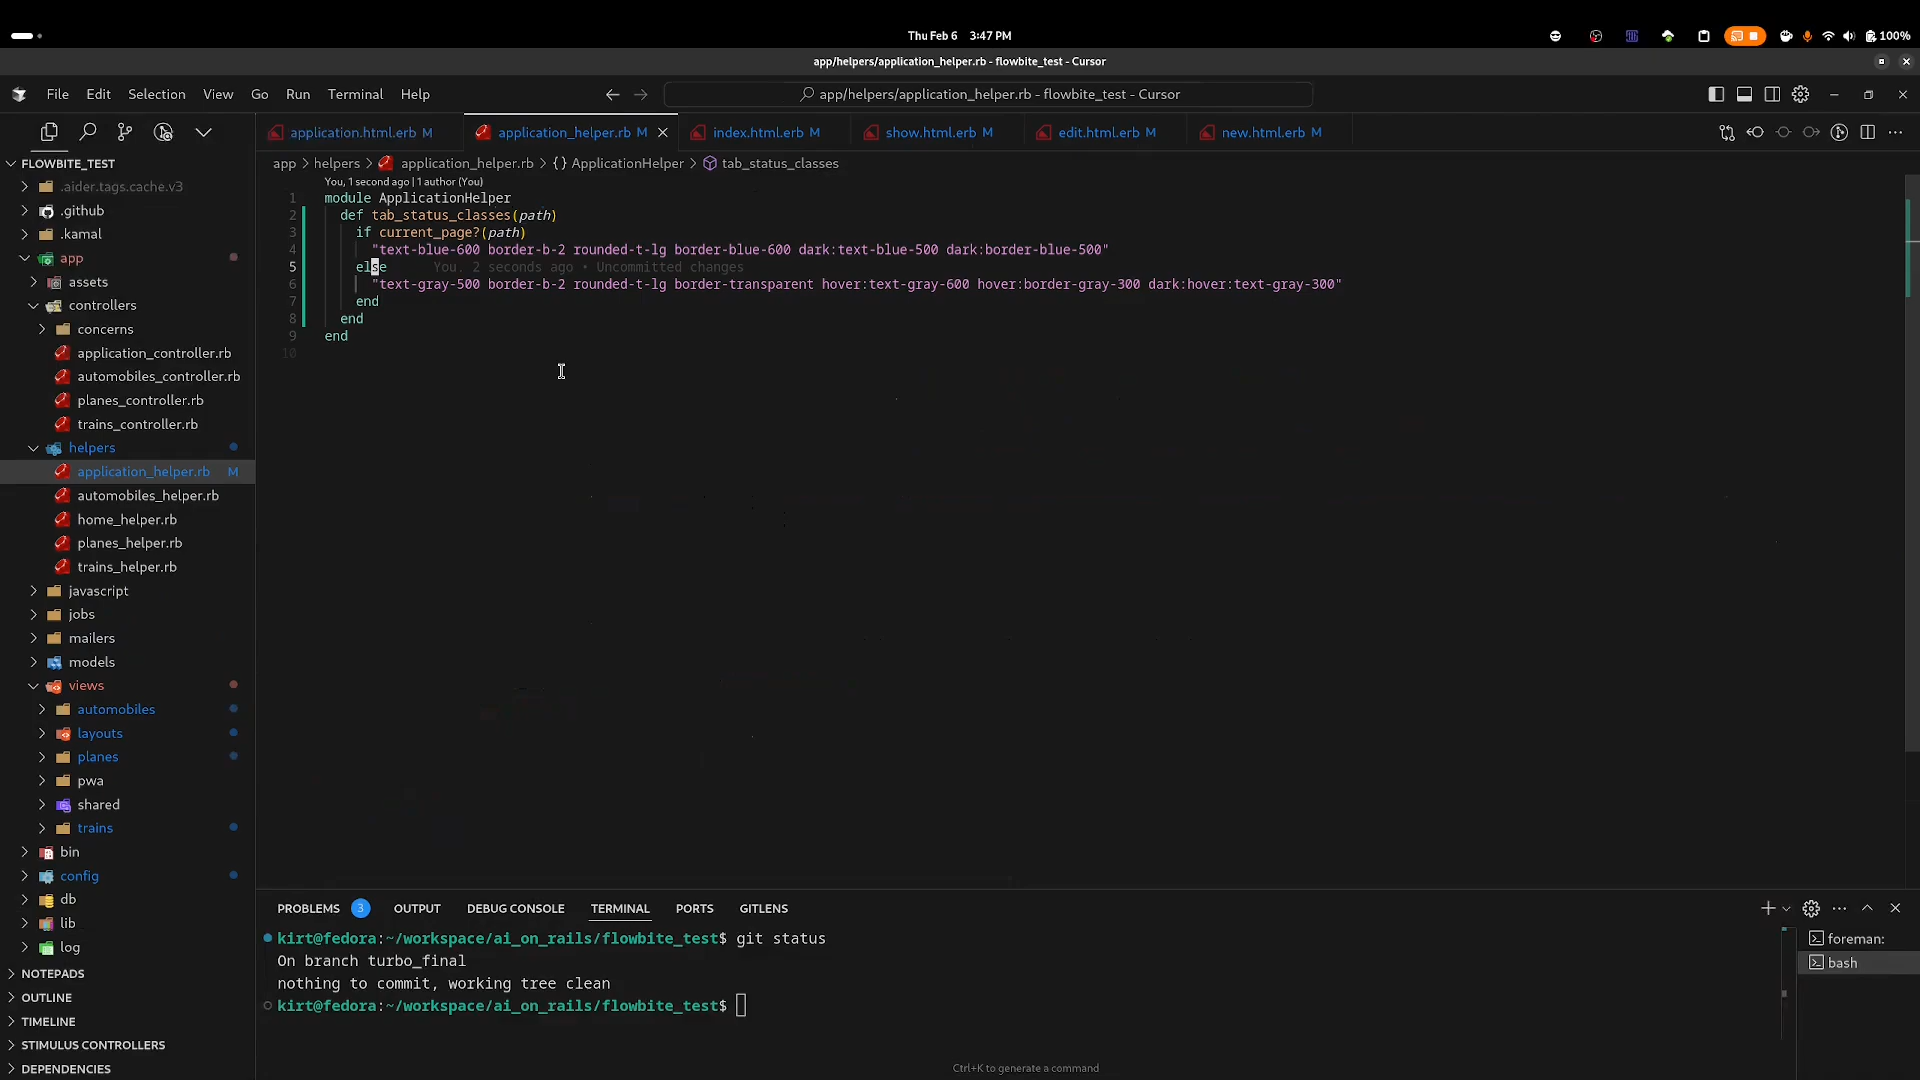 Thu Feb 6 3:47 PM
100%
app/helpers/application_helper.rb - flowbite_test - Cursor
File Edit Selection View Go Run Terminal Help
app/helpers/application_helper.rb - flowbite_test - Cursor
application.html.erb M
application_helper.rb M
index.html.erb M
show.html.erb M
edit.html.erb M
new.html.erb M
FLOWBITE_TEST
.aider.tags.cache.v3
.github
.kamal
app
assets
controllers
concerns
application_controller.rb
automobiles_controller.rb
planes_controller.rb
trains_controller.rb
helpers
application_helper.rb M
automobiles_helper.rb
home_helper.rb
planes_helper.rb
trains_helper.rb
javascript
jobs
mailers
models
views
automobiles
layouts
planes
pwa
shared
trains
bin
config
db
lib
log
NOTEPADS
OUTLINE
TIMELINE
STIMULUS CONTROLLERS
DEPENDENCIES
app > helpers > application_helper.rb > {} ApplicationHelper > tab_status_classes
You, 1 second ago | 1 author (You)
1 module ApplicationHelper
2 def tab_status_classes(path)
3 if current_page?(path)
4 "text-blue-600 border-b-2 rounded-t-lg border-blue-600 dark:text-blue-500 dark:border-blue-500"
5 else You, 2 seconds ago • Uncommitted changes
6 "text-gray-500 border-b-2 rounded-t-lg border-transparent hover:text-gray-600 hover:border-gray-300 dark:hover:text-gray-300"
7 end
8 end
9 end
10
PROBLEMS 3 OUTPUT DEBUG CONSOLE TERMINAL PORTS GITLENS
kirt@fedora:~/workspace/ai_on_rails/flowbite_test$ git status
On branch turbo_final
nothing to commit, working tree clean
kirt@fedora:~/workspace/ai_on_rails/flowbite_test$
foreman:
bash
Ctrl+K to generate a command